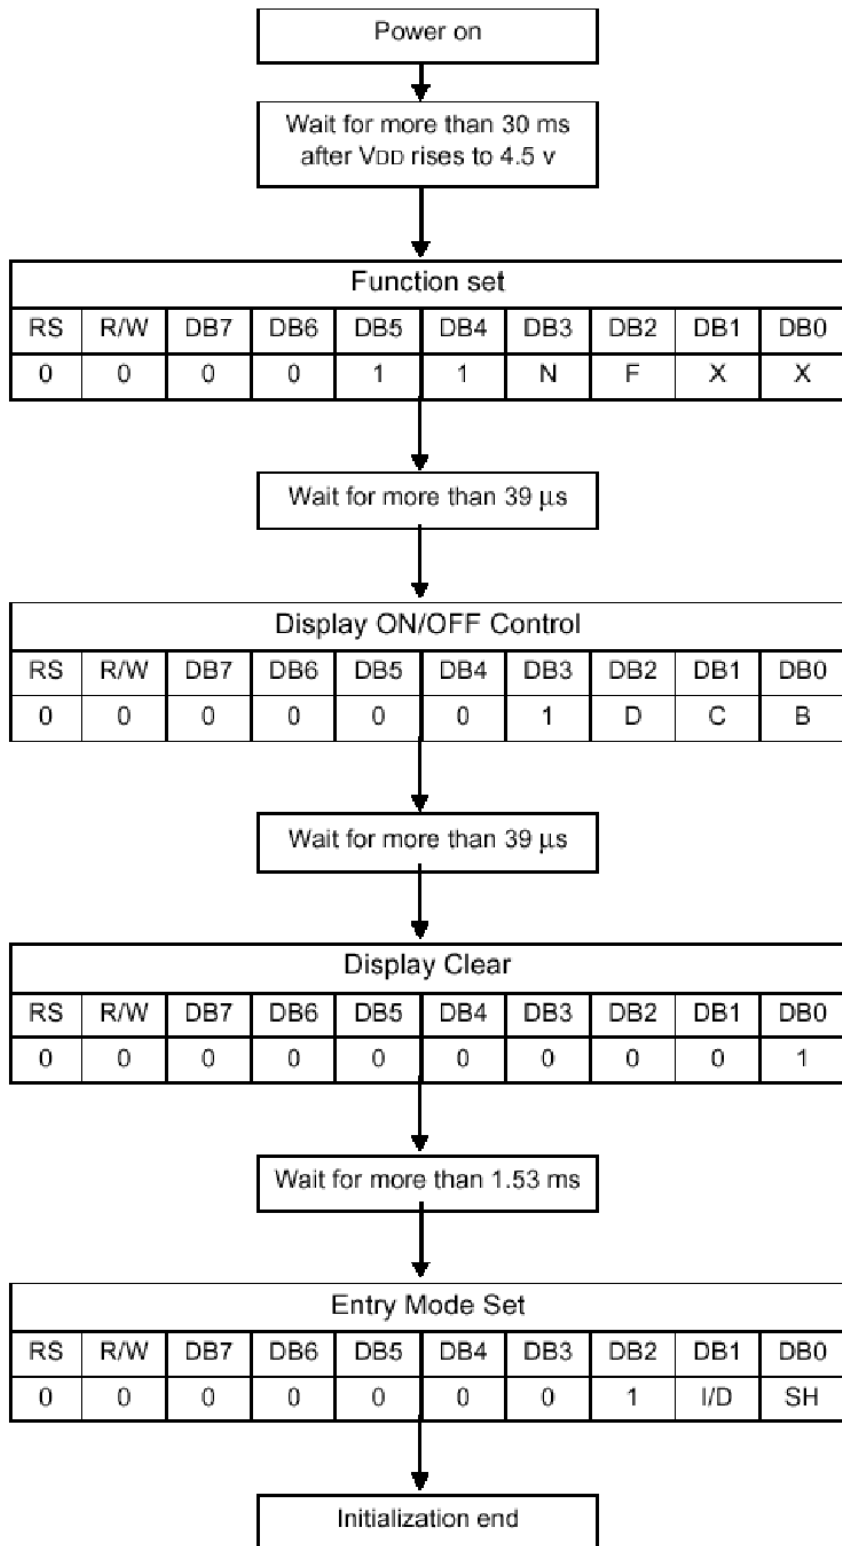 Power on
Wait for more than 30 ms
after VDD rises to 4.5 v
Function set
RS R/W DB7 DB6 DB5 DB4 DB3 DB2 DB1 DB0
0 0 0 0 1 1 N F X X
Wait for more than 39 μs
Display ON/OFF Control
RS R/W DB7 DB6 DB5 DB4 DB3 DB2 DB1 DB0
0 0 0 0 0 0 1 D C B
Wait for more than 39 μs
Display Clear
RS R/W DB7 DB6 DB5 DB4 DB3 DB2 DB1 DB0
0 0 0 0 0 0 0 0 0 1
Wait for more than 1.53 ms
Entry Mode Set
RS R/W DB7 DB6 DB5 DB4 DB3 DB2 DB1 DB0
0 0 0 0 0 0 0 1 I/D SH
Initialization end